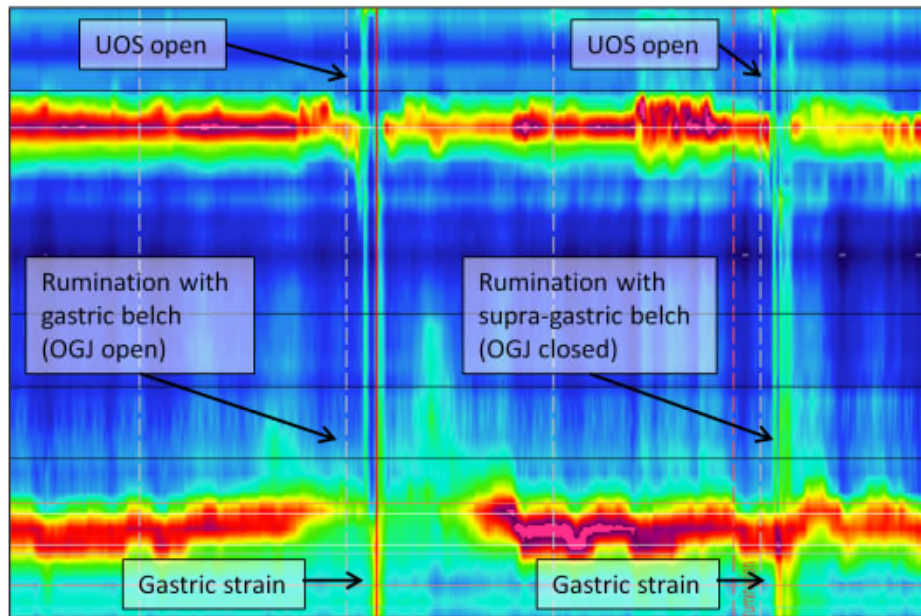 UOS open
UOS open
Rumination with
gastric belch
(OGJ open)
Rumination with
supra-gastric belch
(OGJ closed)
Gastric strain
Gastric strain